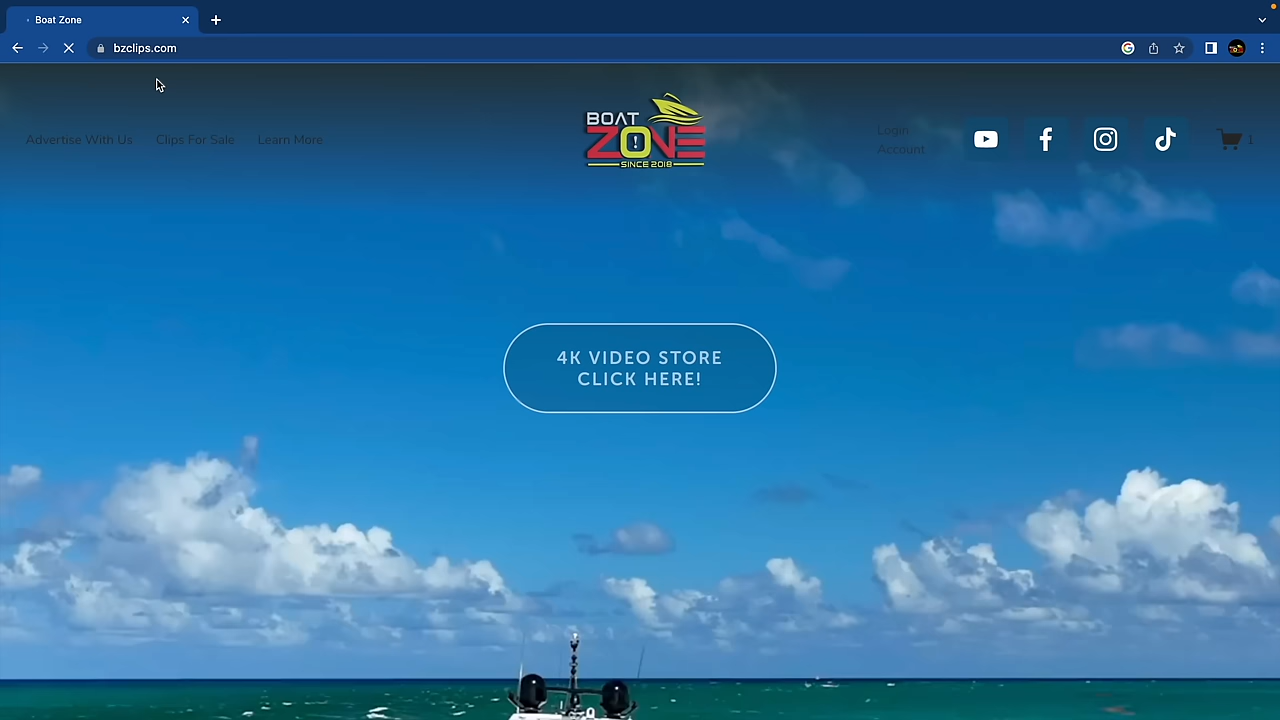 Boat Zone
bzclips.com
Advertise With Us
Clips For Sale
Learn More
BOAT
ZONE
SINCE 2018
Login
Account
1
4K VIDEO STORE
CLICK HERE!